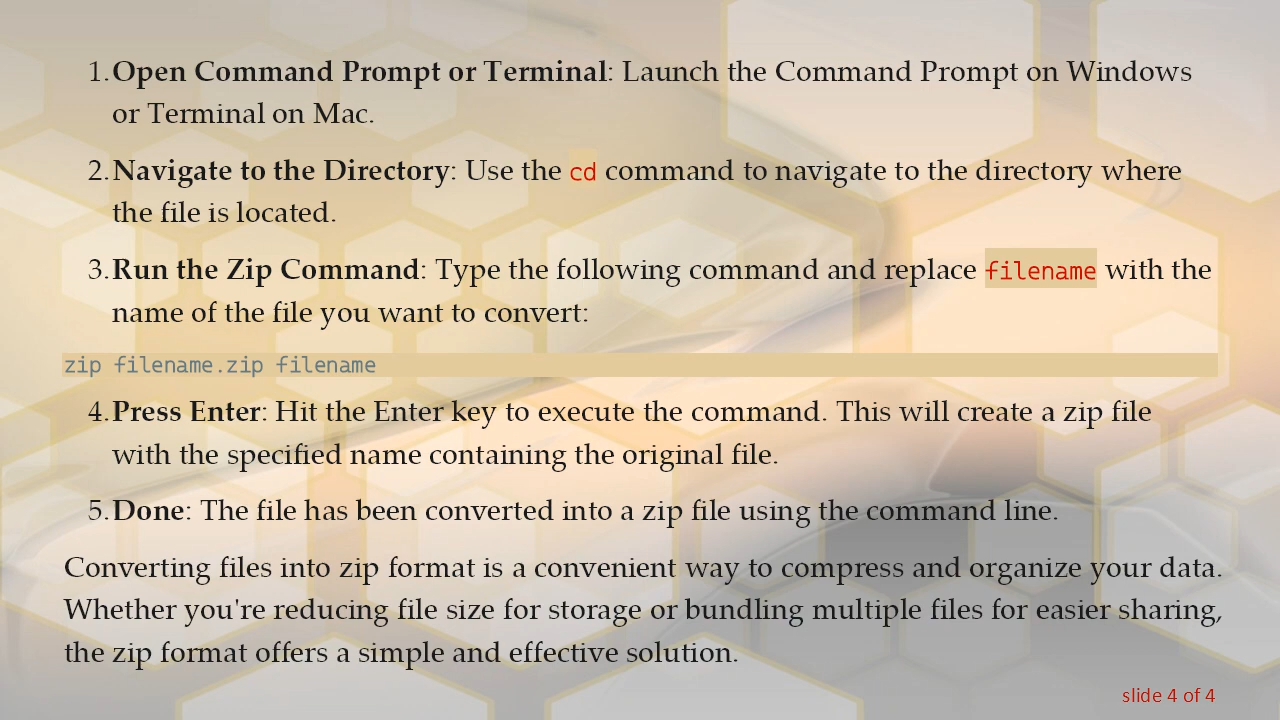 1. Open Command Prompt or Terminal: Launch the Command Prompt on Windows
or Terminal on Mac.
2. Navigate to the Directory: Use the cd command to navigate to the directory where
the file is located.
3. Run the Zip Command: Type the following command and replace filename with the
name of the file you want to convert:
zip filename.zip filename
4. Press Enter: Hit the Enter key to execute the command. This will create a zip file
with the specified name containing the original file.
5. Done: The file has been converted into a zip file using the command line.
Converting files into zip format is a convenient way to compress and organize your data.
Whether you're reducing file size for storage or bundling multiple files for easier sharing,
the zip format offers a simple and effective solution.
slide 4 of 4